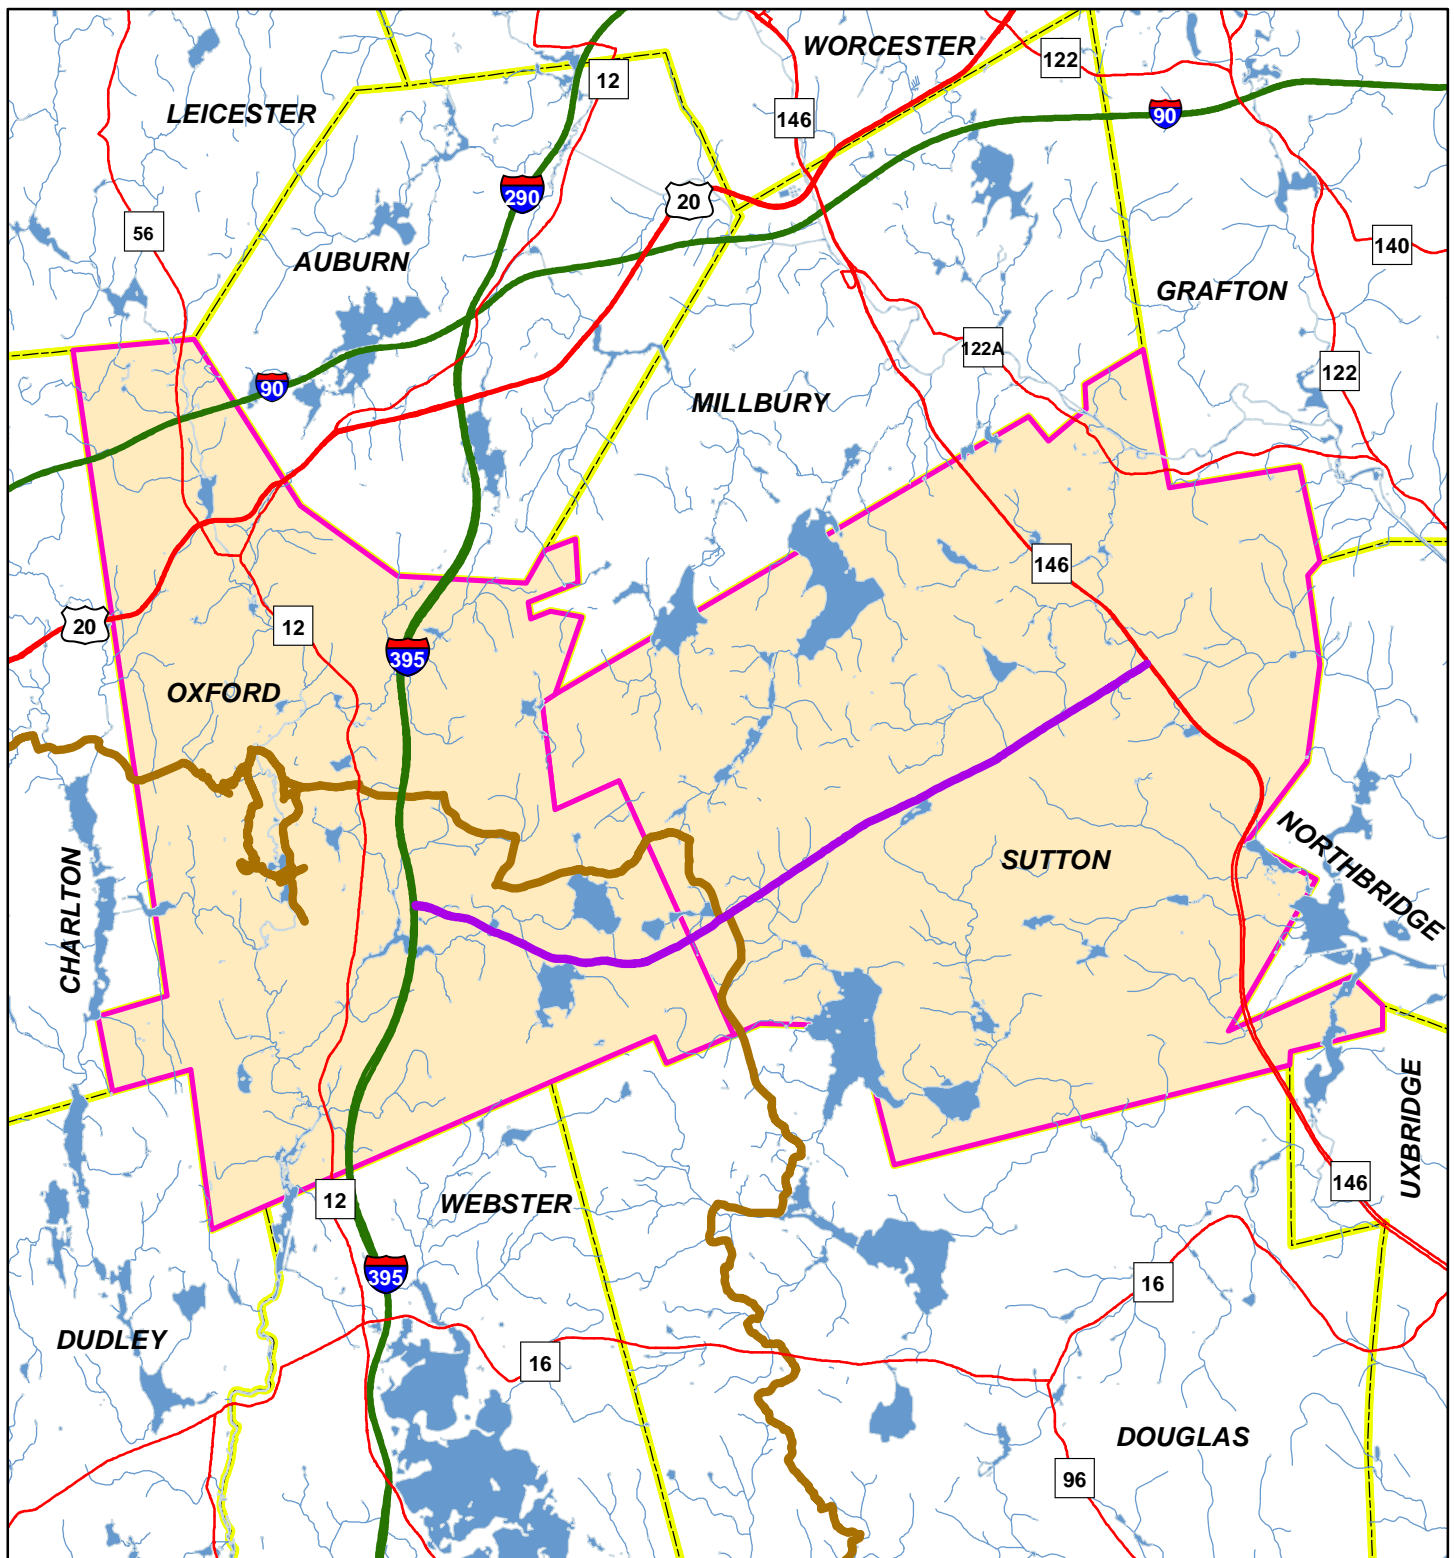 WORCESTER
122
12
LEICESTER
146
90
290
20
56
140
AUBURN
GRAFTON
122A
122
90
MILLBURY
146
20
12
395
OXFORD
NORTHBRIDGE
SUTTON
CHARLTON
UXBRIDGE
146
12
WEBSTER
395
16
DUDLEY
16
DOUGLAS
96